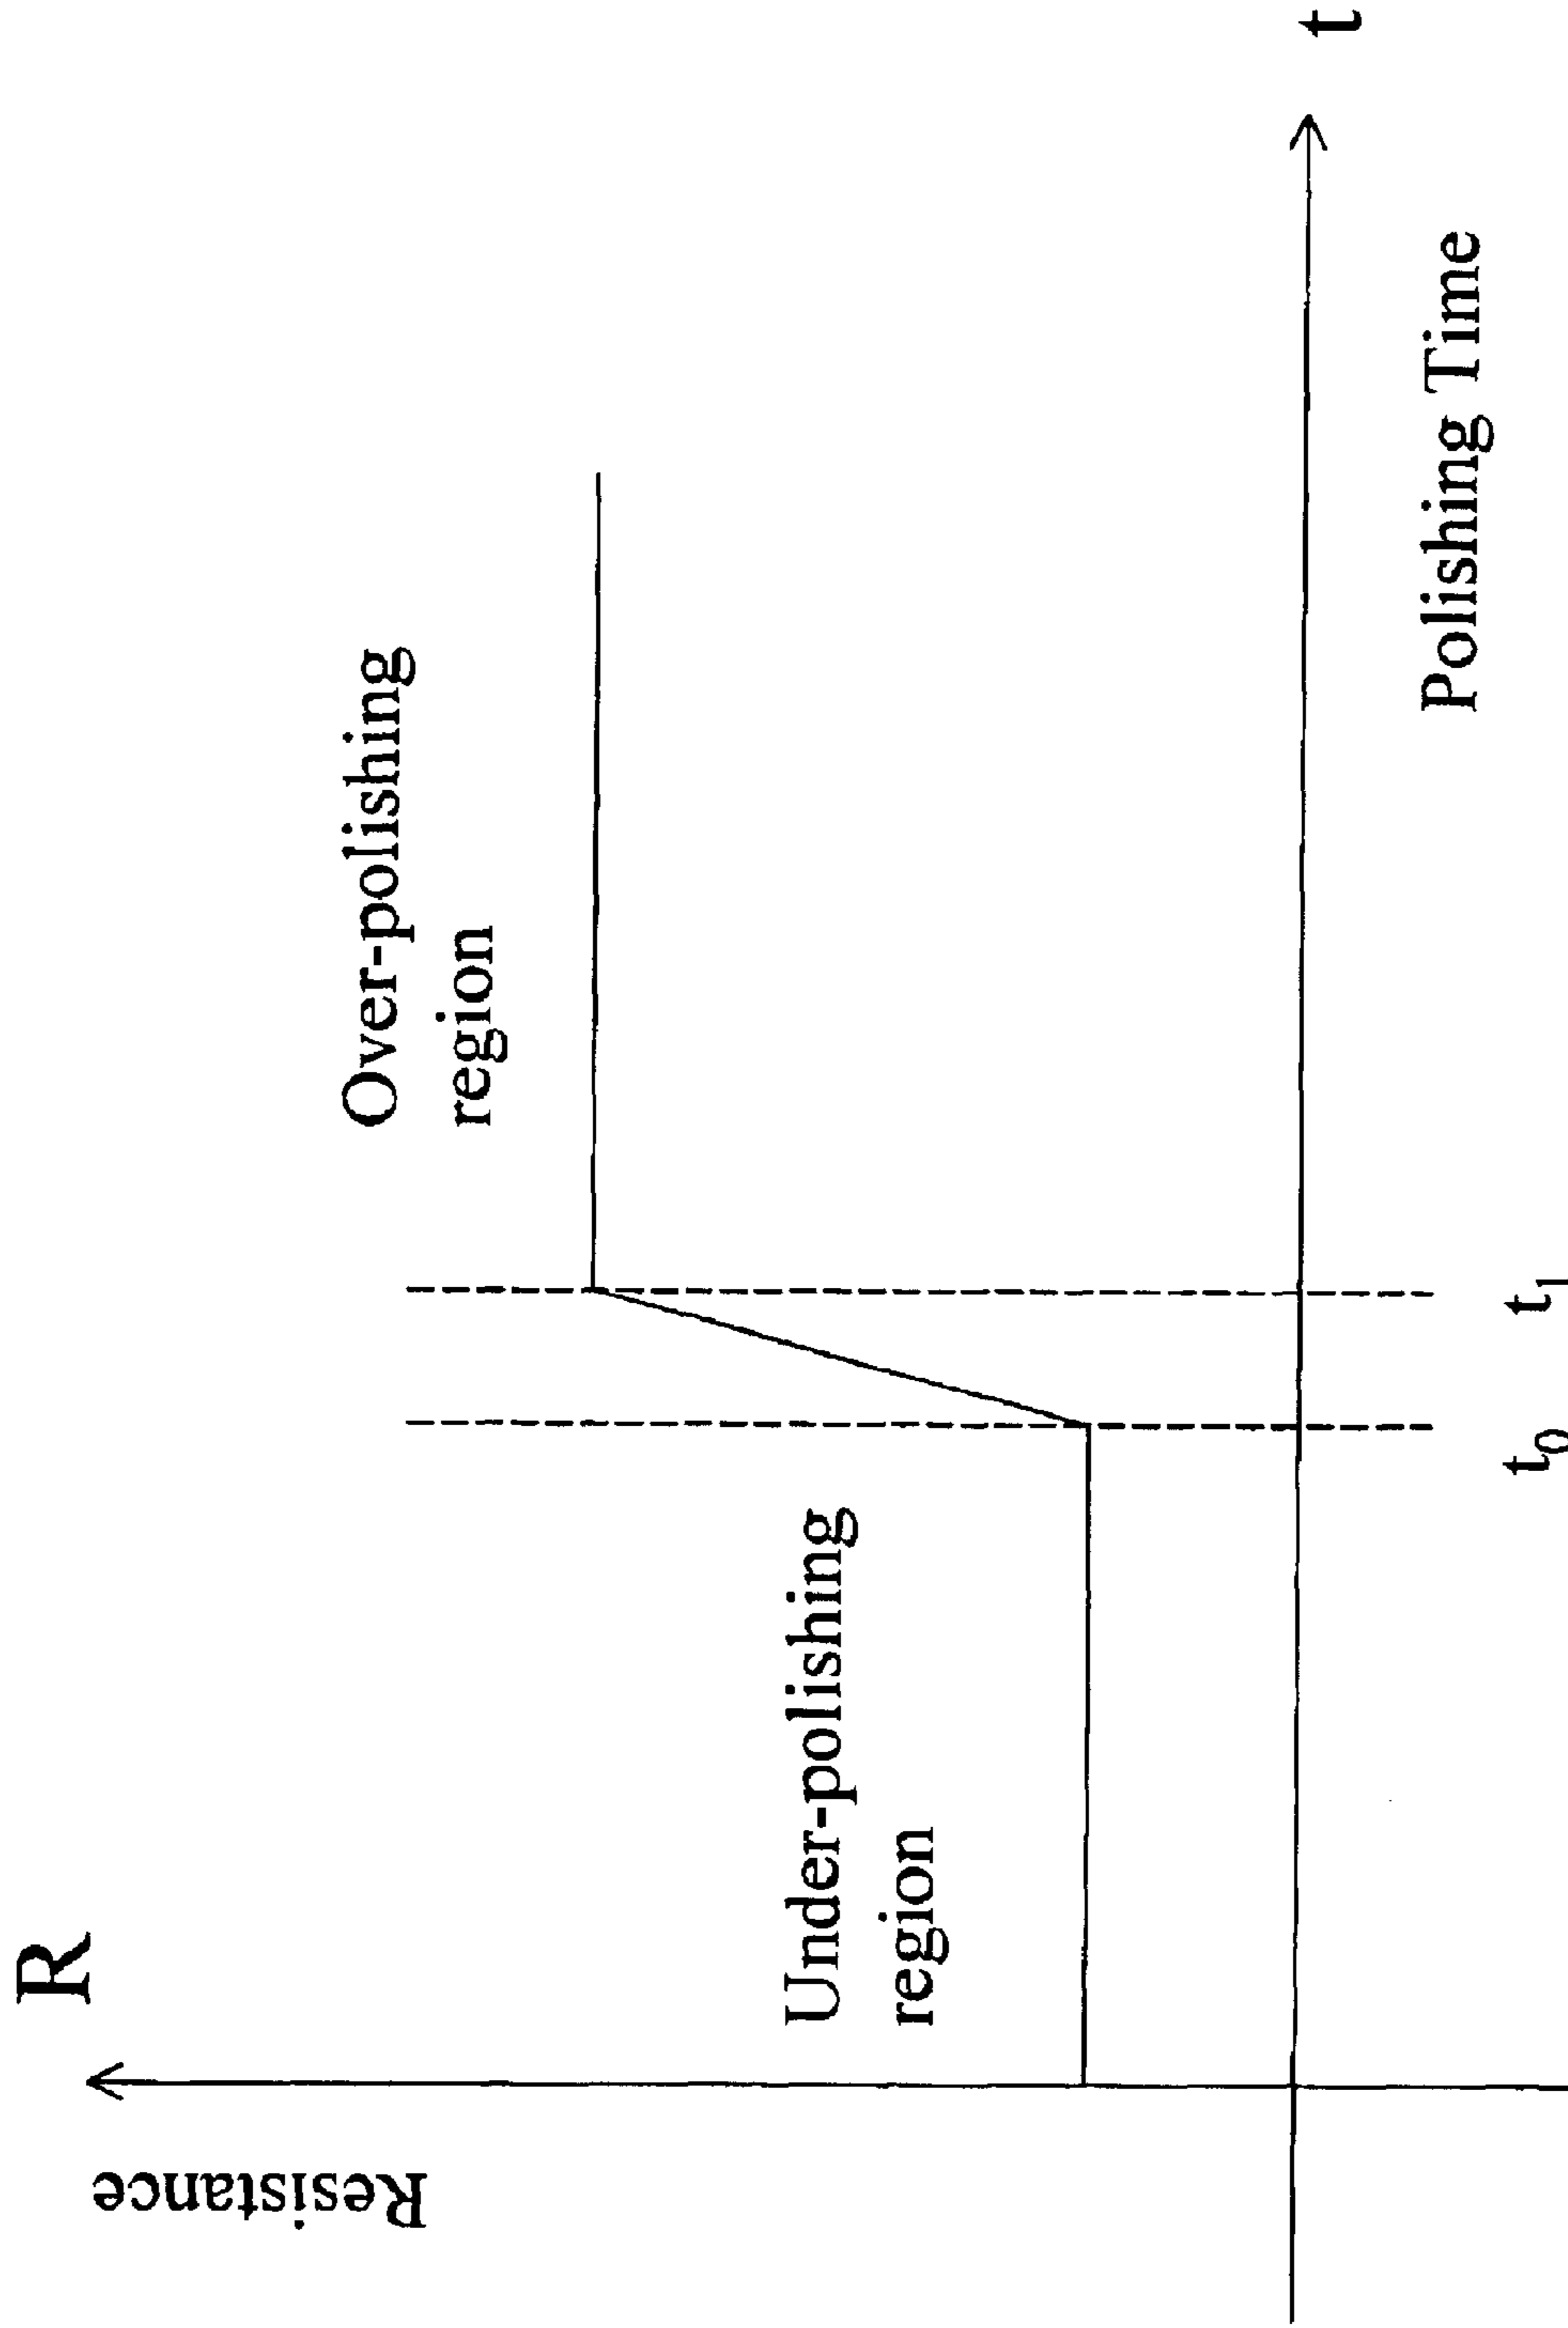 R
Resistance
Over-polishing
region
Under-polishing
region
t
Polishing Time
t₀
t₁